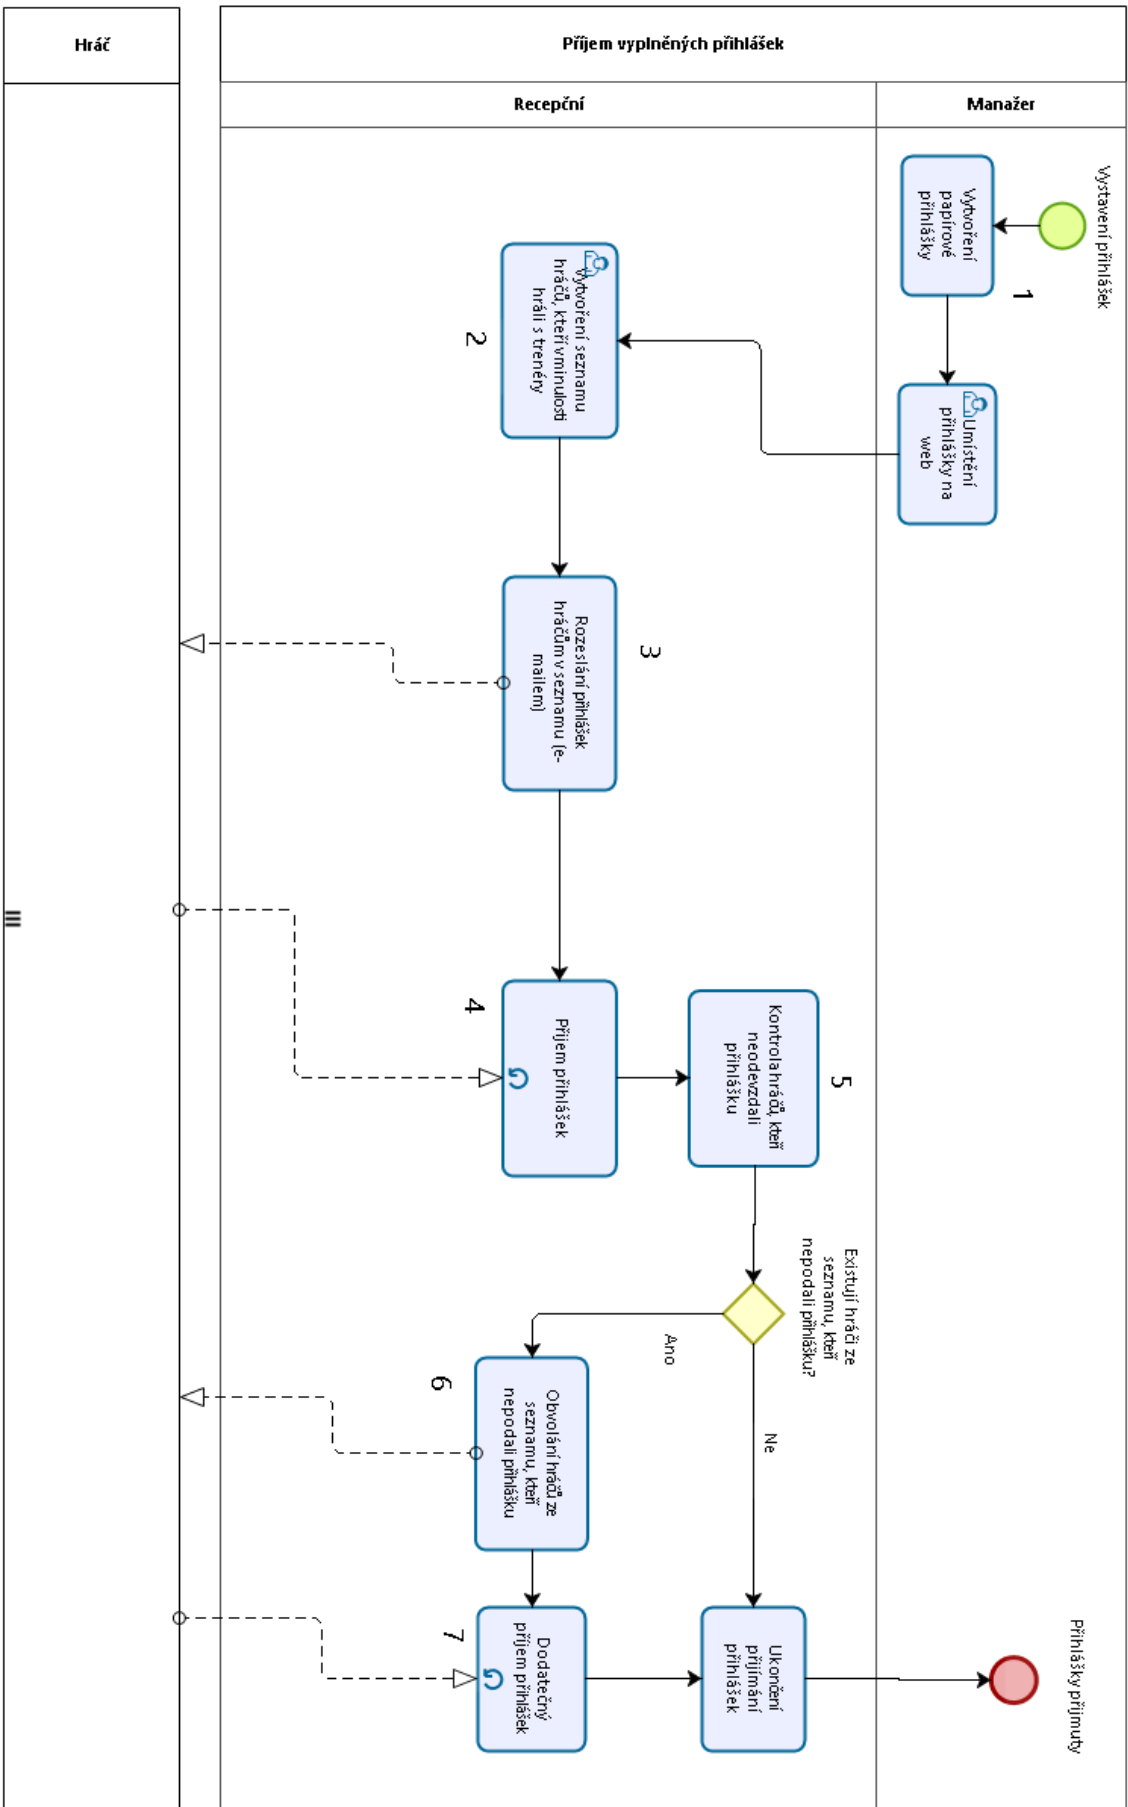 Hráč
Příjem vyplněných přihlášek
Recepční
Manažer
Vystavení přihlášek
Vytvoření
papírové
přihlášky
1
Umístění
přihlášky na
web
Vytvoření seznamu
hráčů, kteří v minulosti
hráli s trenéry
2
Rozeslání přihlášek
hráčům v seznamu (e-
mailem)
3
Příjem přihlášek
4
Kontrola hráčů, kteří
neodevzdali
přihlášku
5
Existují hráči ze
seznamu, kteří
nepodali přihlášku?
Ano
Ne
Obvolání hráčů ze
seznamu, kteří
nepodali přihlášku
6
Dodatečný
příjem přihlášek
7
Ukončení
přijímání
přihlášek
Přihlášky přijmuty